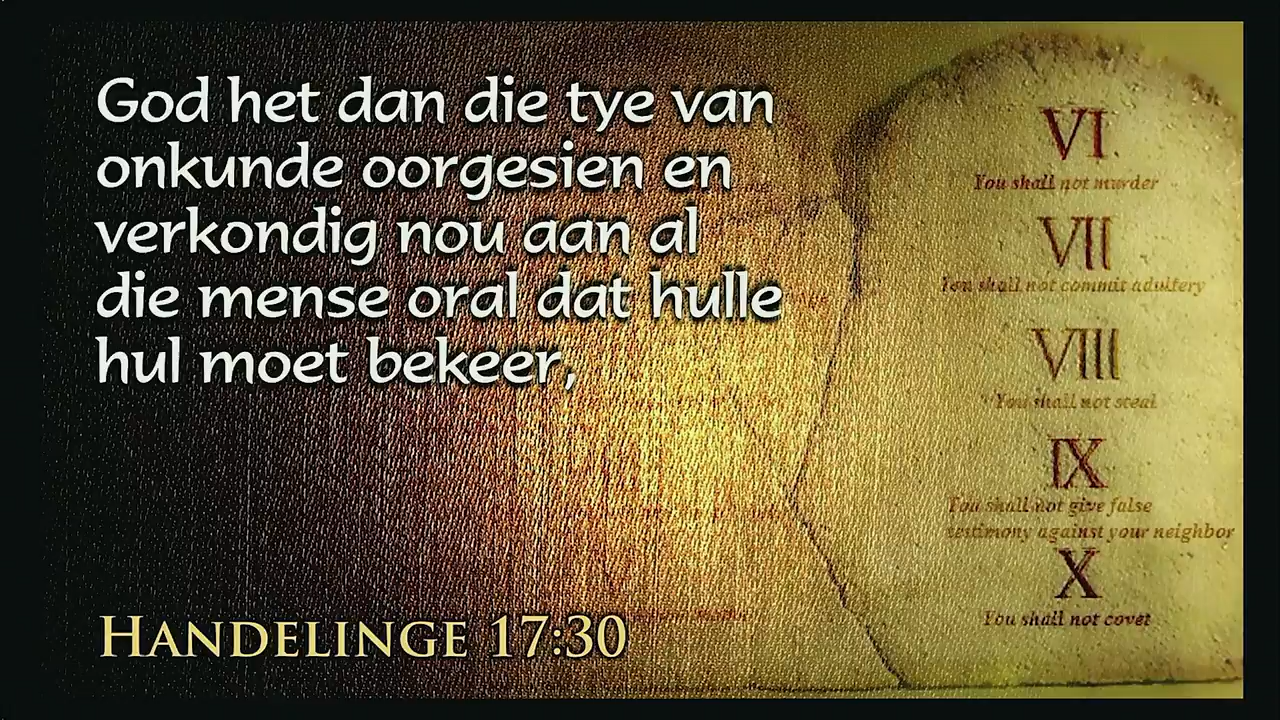 God het dan die tye van
onkunde oorgesien en
verkondig nou aan al
die mense oral dat hulle
hul moet bekeer,
HANDELINGE 17:30
VI
You shall not murder
VII
You shall not commit adultery
VIII
You shall not steal
IX
You shall not give false
testimony against your neighbor
X
You shall not covet